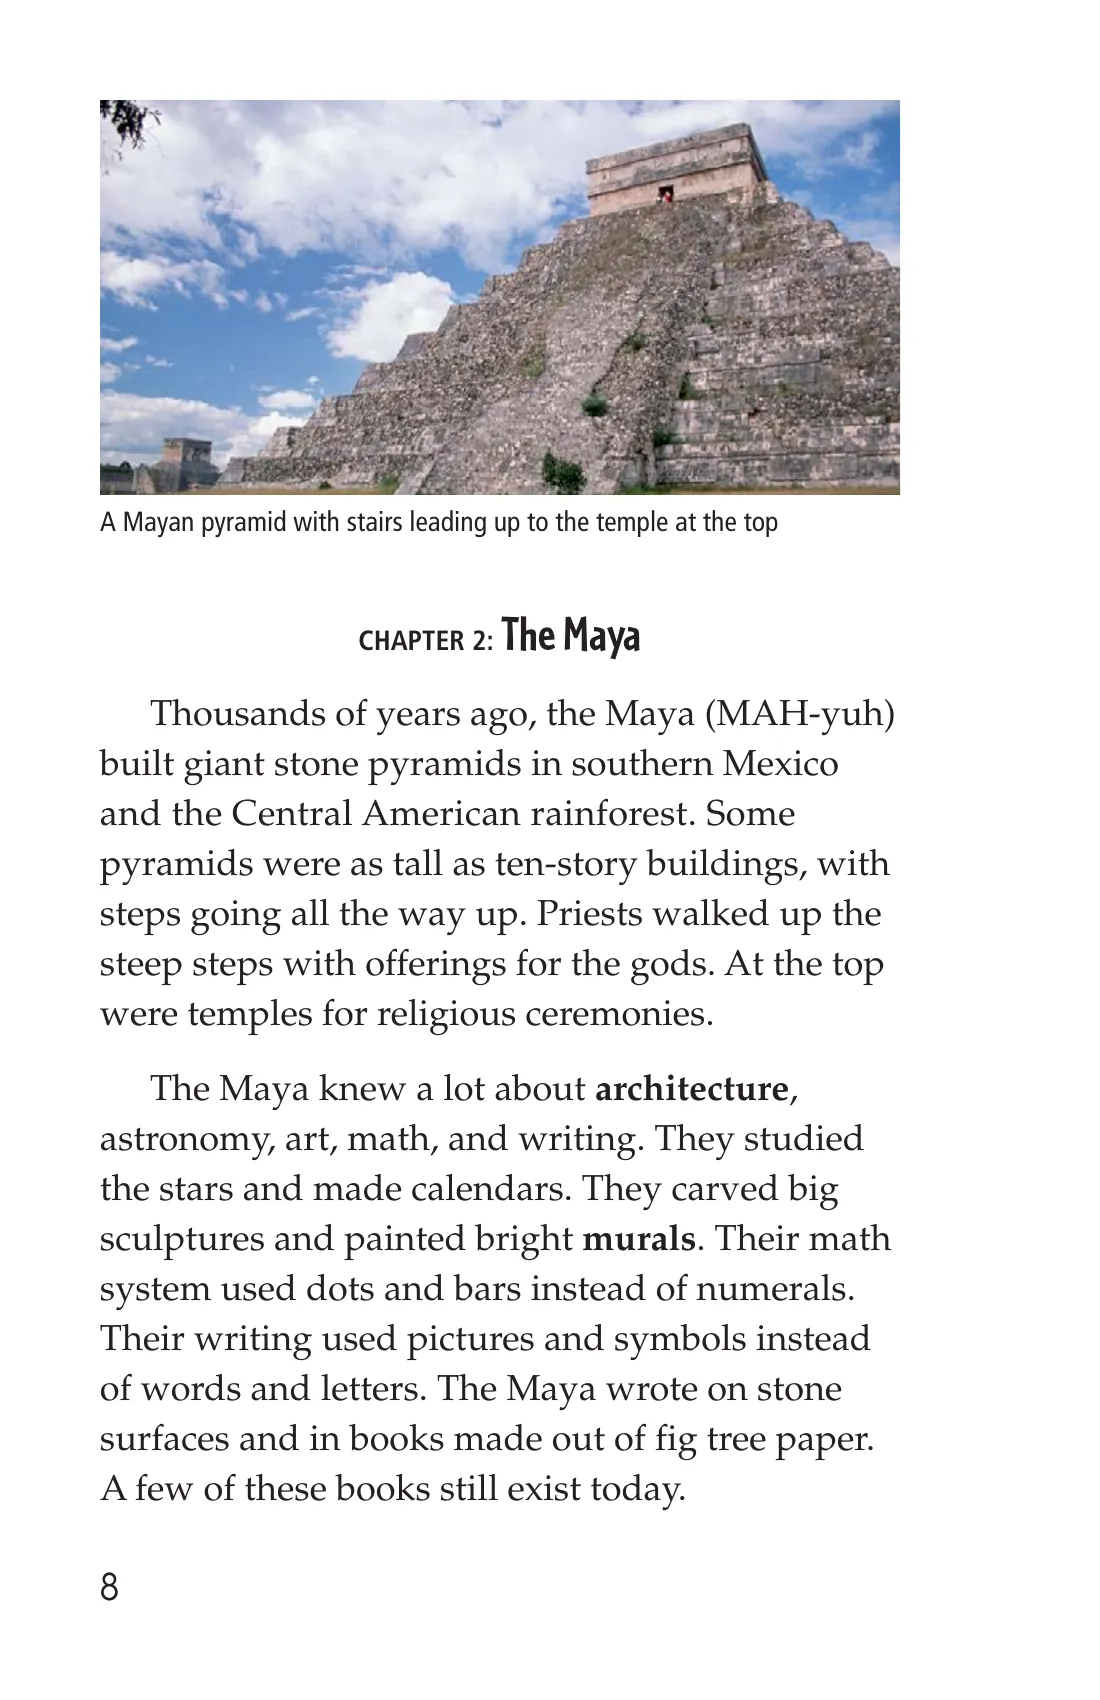 A Mayan pyramid with stairs leading up to the temple at the top
CHAPTER 2: The Maya
Thousands of years ago, the Maya (MAH-yuh)
built giant stone pyramids in southern Mexico
and the Central American rainforest. Some
pyramids were as tall as ten-story buildings, with
steps going all the way up. Priests walked up the
steep steps with offerings for the gods. At the top
were temples for religious ceremonies.
The Maya knew a lot about architecture,
astronomy, art, math, and writing. They studied
the stars and made calendars. They carved big
sculptures and painted bright murals. Their math
system used dots and bars instead of numerals.
Their writing used pictures and symbols instead
of words and letters. The Maya wrote on stone
surfaces and in books made out of fig tree paper.
A few of these books still exist today.
8